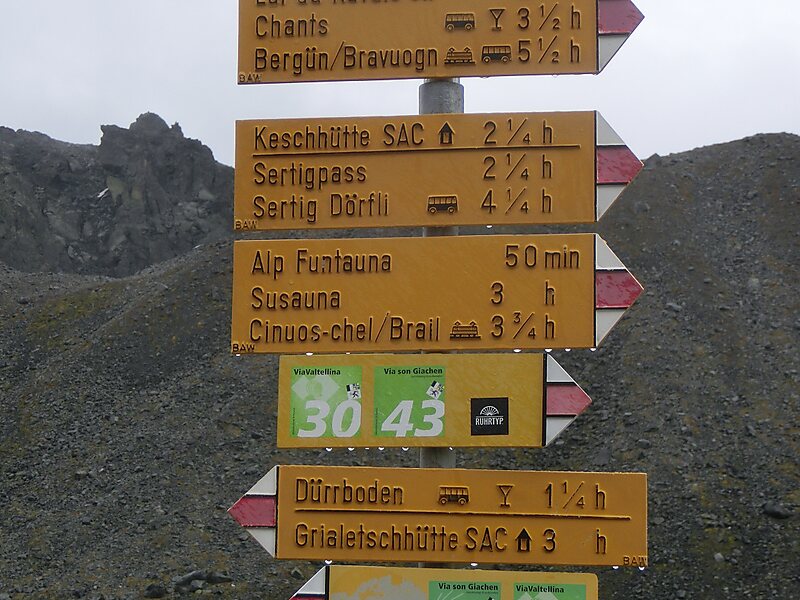 Chants 3 ½ h
Bergün/Bravuogn 5 ½ h
BAW
Keschhütte SAC 2 ¼ h
Sertigpass 2 ¼ h
Sertig Dörfli 4 ¼ h
BAW
Alp Funtauna 50 min
Susauna 3 h
Cinuos-chel/Brail 3 ¾ h
BAW
ViaValtellina Via son Giachen
30 43
RUHRTYP.
Dürrboden 1 ¼ h
Grialetschhütte SAC 3 h
BAW
Via son Giachen ViaValtellina